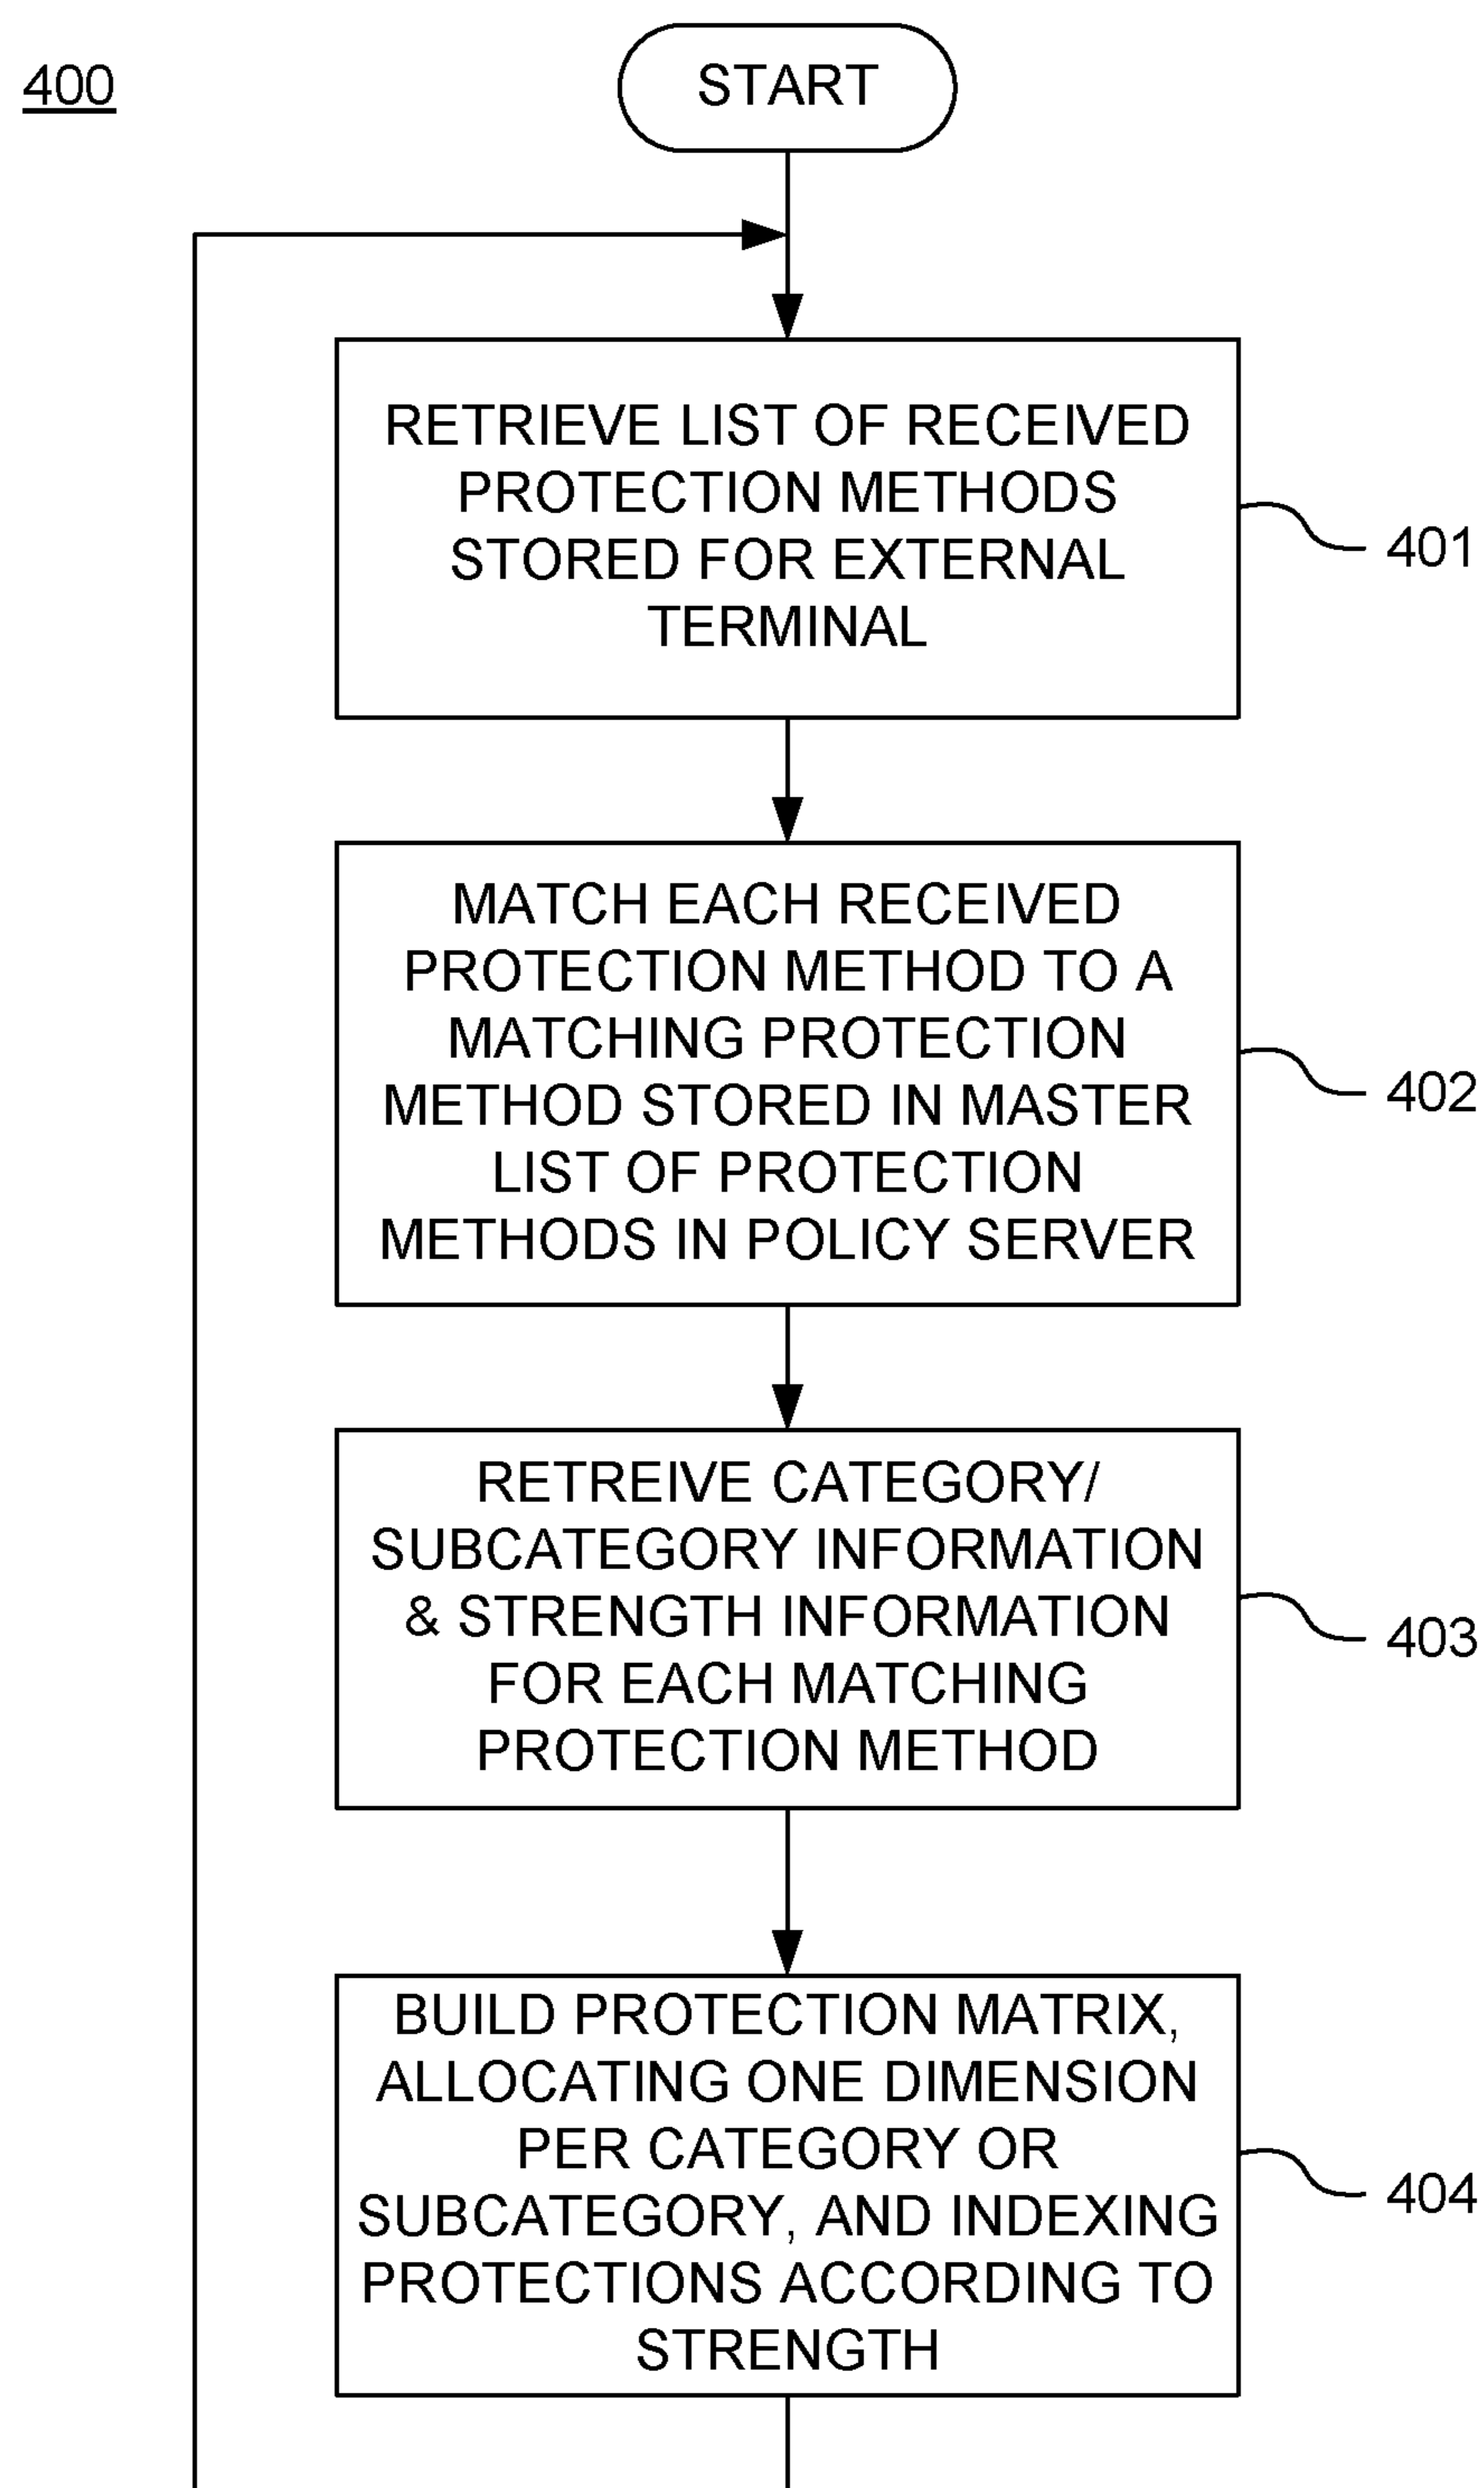 400
START
RETRIEVE LIST OF RECEIVED
PROTECTION METHODS
STORED FOR EXTERNAL
TERMINAL
401
MATCH EACH RECEIVED
PROTECTION METHOD TO A
MATCHING PROTECTION
METHOD STORED IN MASTER
LIST OF PROTECTION
METHODS IN POLICY SERVER
402
RETREIVE CATEGORY/
SUBCATEGORY INFORMATION
& STRENGTH INFORMATION
FOR EACH MATCHING
PROTECTION METHOD
403
BUILD PROTECTION MATRIX,
ALLOCATING ONE DIMENSION
PER CATEGORY OR
SUBCATEGORY, AND INDEXING
PROTECTIONS ACCORDING TO
STRENGTH
404